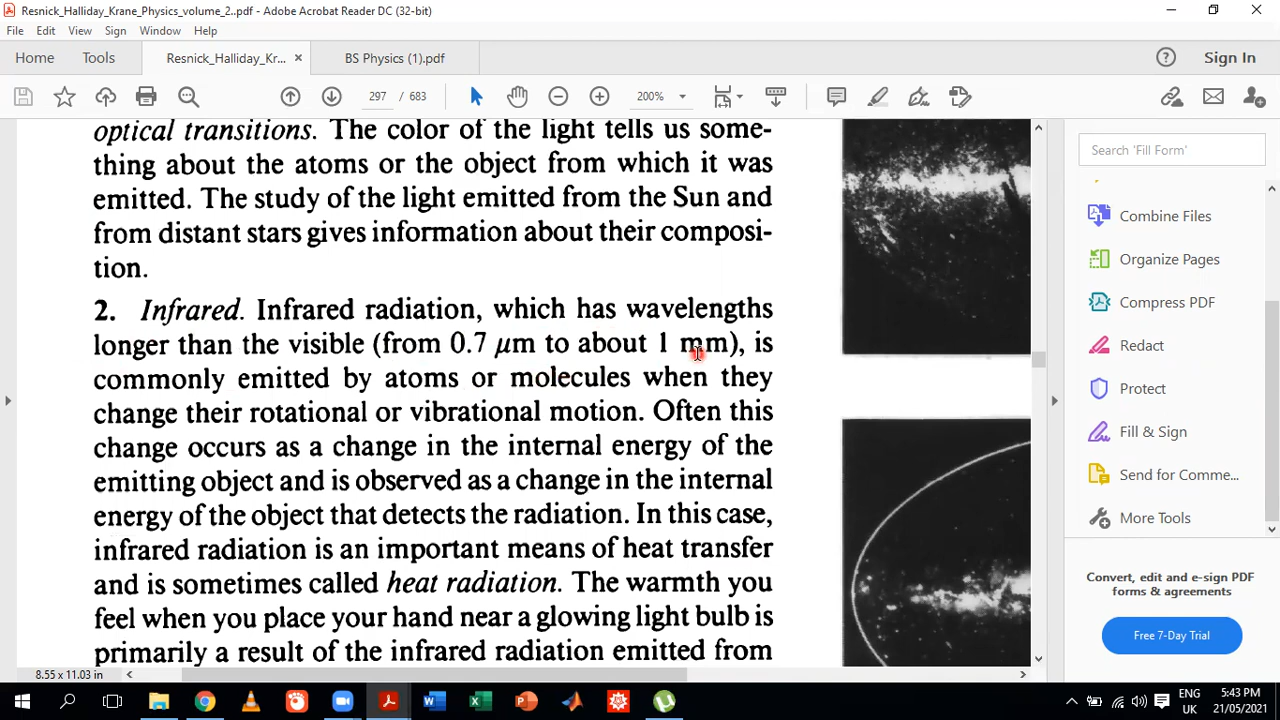 Resnick_Halliday_Krane_Physics_volume_2..pdf - Adobe Acrobat Reader DC (32-bit)
File Edit View Sign Window Help
Home Tools Resnick_Halliday_Kr... × BS Physics (1).pdf Sign In
297 / 683 200%
optical transitions. The color of the light tells us some-
thing about the atoms or the object from which it was
emitted. The study of the light emitted from the Sun and
from distant stars gives information about their composi-
tion.
2. Infrared. Infrared radiation, which has wavelengths
longer than the visible (from 0.7 μm to about 1 mm), is
commonly emitted by atoms or molecules when they
change their rotational or vibrational motion. Often this
change occurs as a change in the internal energy of the
emitting object and is observed as a change in the internal
energy of the object that detects the radiation. In this case,
infrared radiation is an important means of heat transfer
and is sometimes called heat radiation. The warmth you
feel when you place your hand near a glowing light bulb is
primarily a result of the infrared radiation emitted from
8.55 x 11.03 in
Search 'Fill Form'
Combine Files
Organize Pages
Compress PDF
Redact
Protect
Fill & Sign
Send for Comme...
More Tools
Convert, edit and e-sign PDF
forms & agreements
Free 7-Day Trial
ENG
UK
5:43 PM
21/05/2021